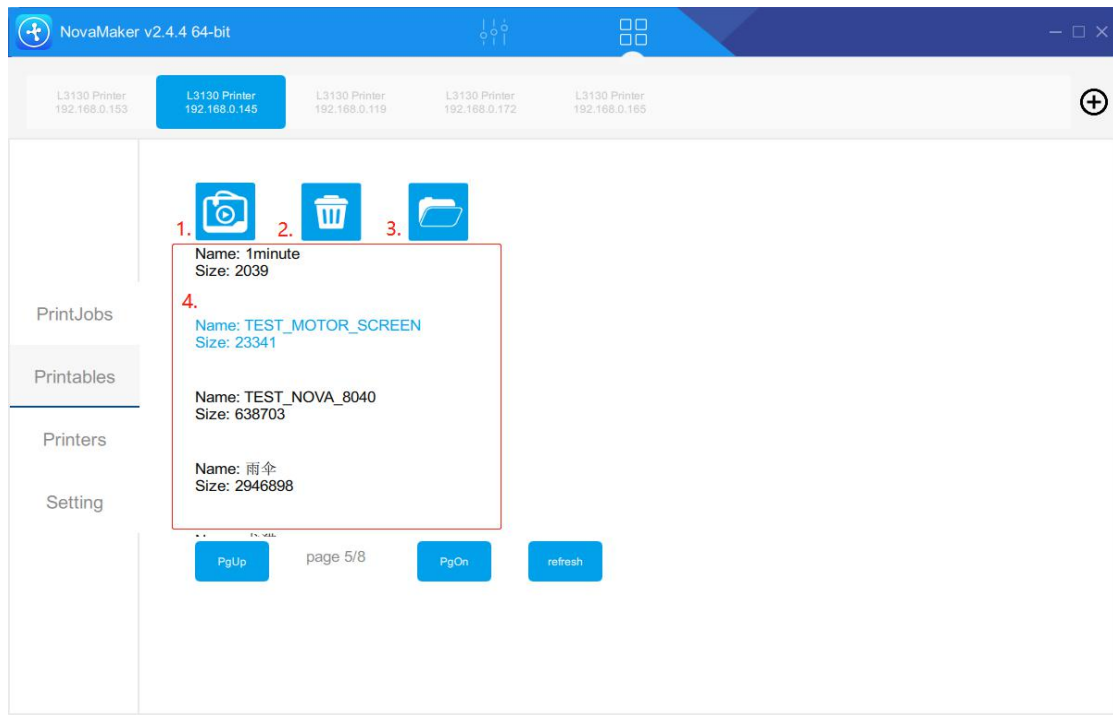 NovaMaker v2.4.4 64-bit
L3130 Printer
192.168.0.153
L3130 Printer
192.168.0.145
L3130 Printer
192.168.0.119
L3130 Printer
192.168.0.172
L3130 Printer
192.168.0.165
PrintJobs
Printables
Printers
Setting
1.
2.
3.
Name: 1minute
Size: 2039
4.
Name: TEST_MOTOR_SCREEN
Size: 23341
Name: TEST_NOVA_8040
Size: 638703
Name: 雨伞
Size: 2946898
PgUp
page 5/8
PgOn
refresh